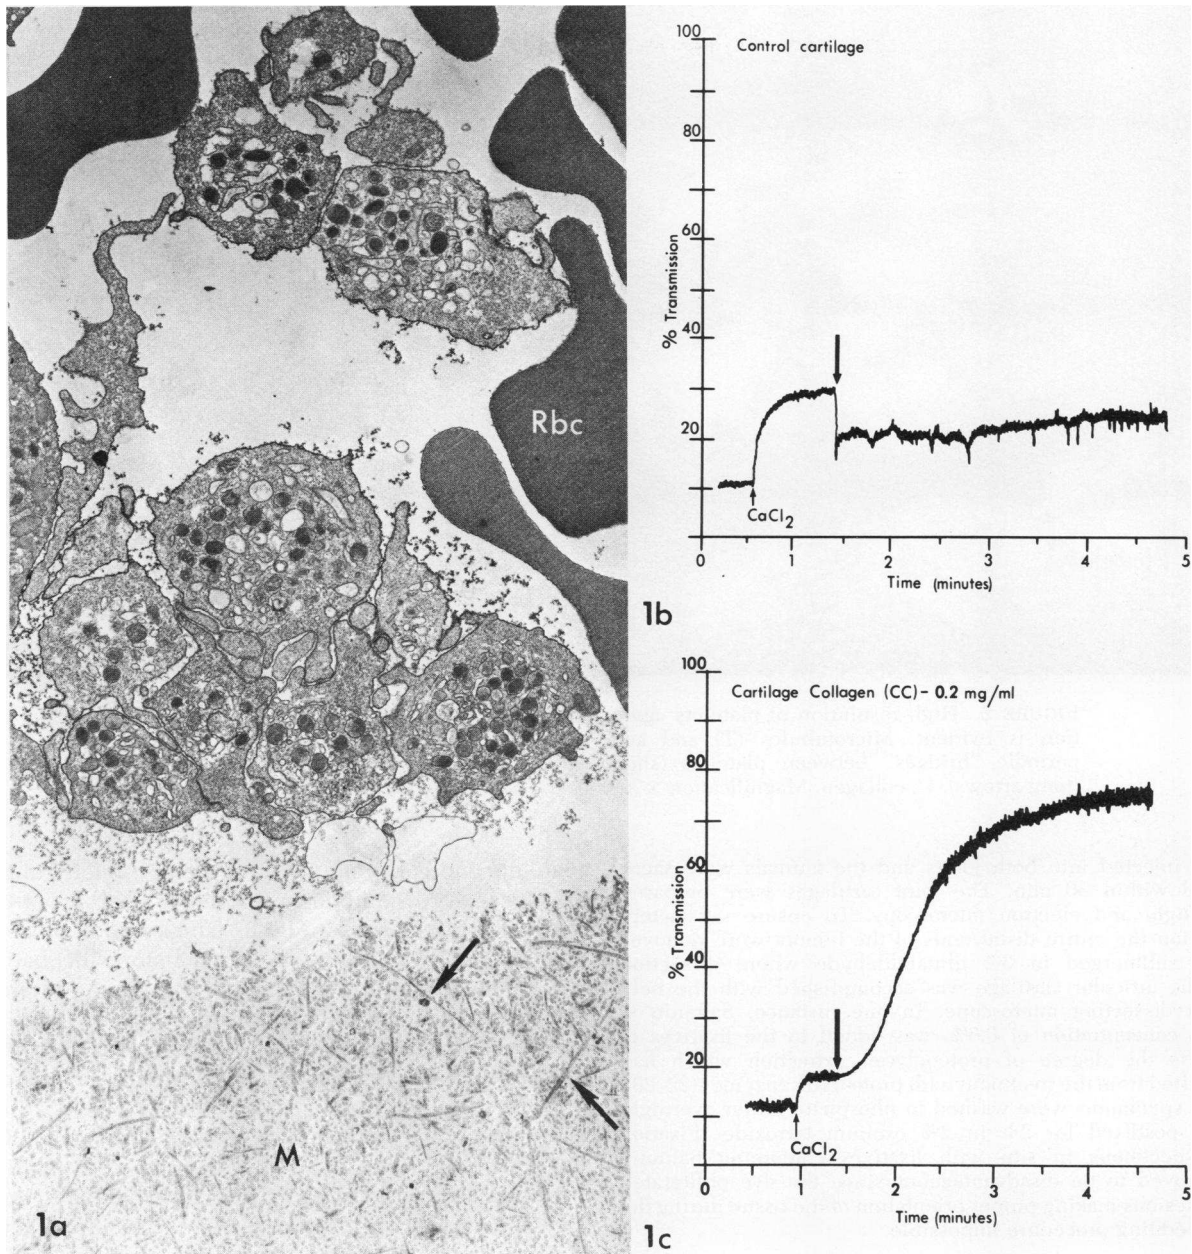 Rbc
M
1a
100
Control cartilage
80
60
% Transmission
40
20
CaCl2
0
1
2
3
4
5
Time (minutes)
1b
100
Cartilage Collagen (CC) - 0.2 mg/ml
80
60
% Transmission
40
20
CaCl2
0
1
2
3
4
5
Time (minutes)
1c